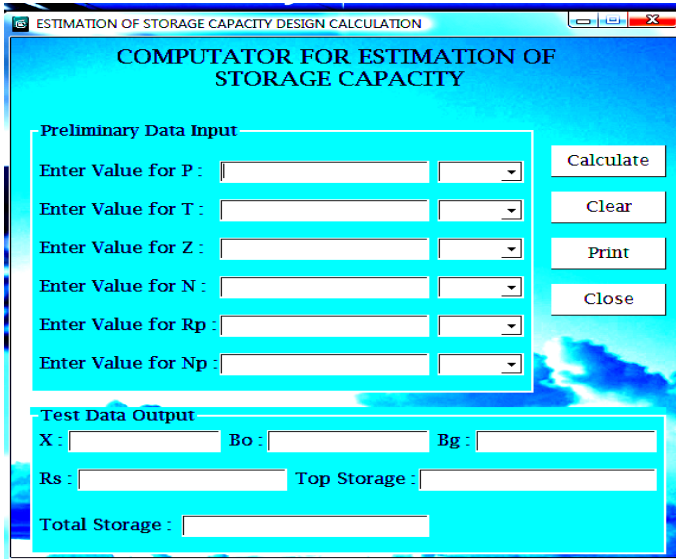 ESTIMATION OF STORAGE CAPACITY DESIGN CALCULATION
COMPUTATOR FOR ESTIMATION OF
STORAGE CAPACITY
Preliminary Data Input
Enter Value for P :
Enter Value for T :
Enter Value for Z :
Enter Value for N :
Enter Value for Rp :
Enter Value for Np :
Calculate
Clear
Print
Close
Test Data Output
X : Bo : Bg :
Rs : Top Storage :
Total Storage :